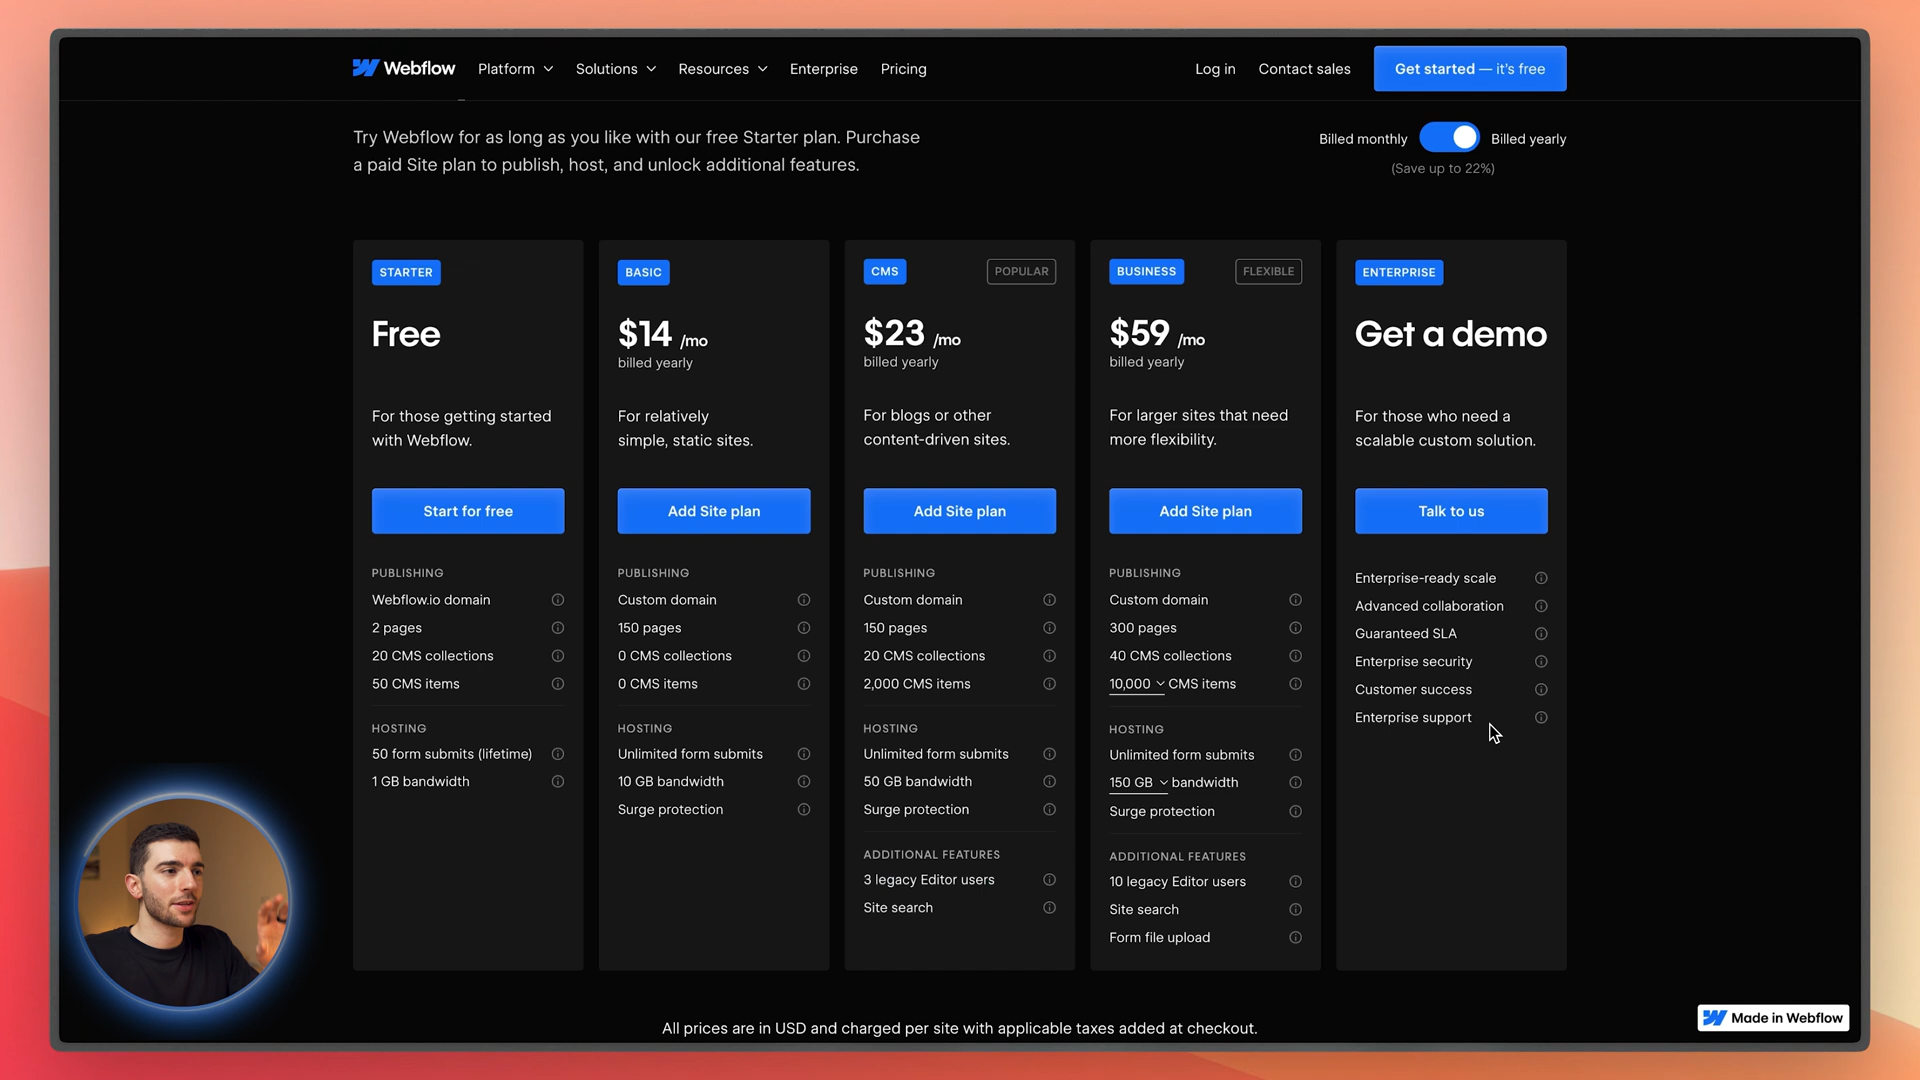 Webflow
Platform
Solutions
Resources
Enterprise
Pricing
Log in
Contact sales
Get started — it's free
Try Webflow for as long as you like with our free Starter plan. Purchase
a paid Site plan to publish, host, and unlock additional features.
Billed monthly
Billed yearly
(Save up to 22%)
STARTER
Free
For those getting started
with Webflow.
Start for free
PUBLISHING
Webflow.io domain
2 pages
20 CMS collections
50 CMS items
HOSTING
50 form submits (lifetime)
1 GB bandwidth
BASIC
$14 /mo
billed yearly
For relatively
simple, static sites.
Add Site plan
PUBLISHING
Custom domain
150 pages
0 CMS collections
0 CMS items
HOSTING
Unlimited form submits
10 GB bandwidth
Surge protection
CMS
POPULAR
$23 /mo
billed yearly
For blogs or other
content-driven sites.
Add Site plan
PUBLISHING
Custom domain
150 pages
20 CMS collections
2,000 CMS items
HOSTING
Unlimited form submits
50 GB bandwidth
Surge protection
ADDITIONAL FEATURES
3 legacy Editor users
Site search
BUSINESS
FLEXIBLE
$59 /mo
billed yearly
For larger sites that need
more flexibility.
Add Site plan
PUBLISHING
Custom domain
300 pages
40 CMS collections
10,000 CMS items
HOSTING
Unlimited form submits
150 GB bandwidth
Surge protection
ADDITIONAL FEATURES
10 legacy Editor users
Site search
Form file upload
ENTERPRISE
Get a demo
For those who need a
scalable custom solution.
Talk to us
Enterprise-ready scale
Advanced collaboration
Guaranteed SLA
Enterprise security
Customer success
Enterprise support
All prices are in USD and charged per site with applicable taxes added at checkout.
Made in Webflow